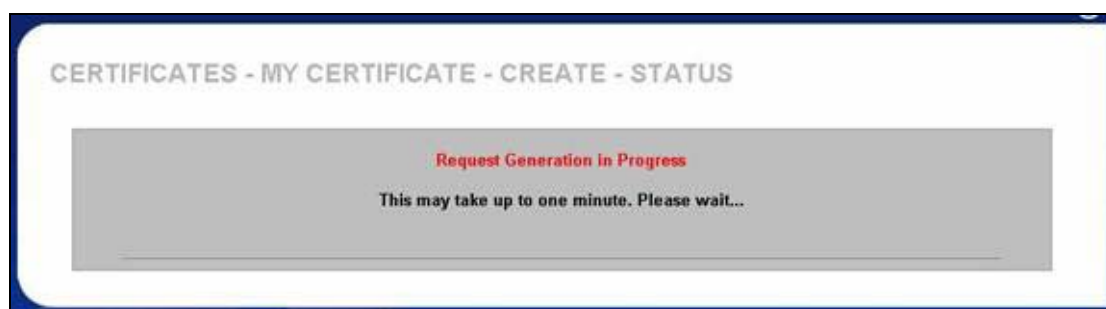 CERTIFICATES - MY CERTIFICATE - CREATE - STATUS
Request Generation in Progress
This may take up to one minute. Please wait...